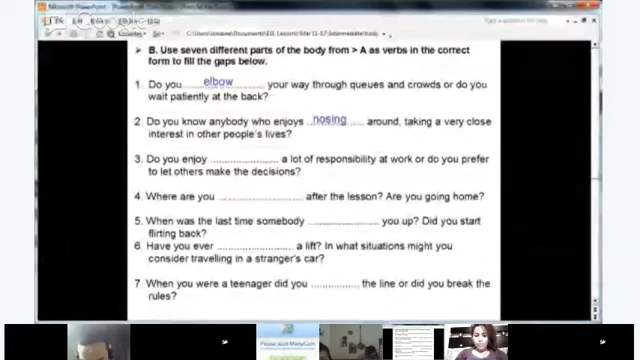 Microsoft PowerPoint
C:\Users\
➢ B. Use seven different parts of the body from > A as verbs in the correct
form to fill the gaps below.
1. Do you ....elbow.... your way through queues and crowds or do you
wait patiently at the back?
2. Do you know anybody who enjoys ..nosing.... around, taking a very close
interest in other people's lives?
3. Do you enjoy ...................... a lot of responsibility at work or do you prefer
to let others make the decisions?
4. Where are you ........................... after the lesson? Are you going home?
5. When was the last time somebody ...................... you up? Did you start
flirting back?
6. Have you ever ........................ a lift? In what situations might you
consider travelling in a stranger's car?
7. When you were a teenager did you ............... the line or did you break the
rules?
Please start ManyCam